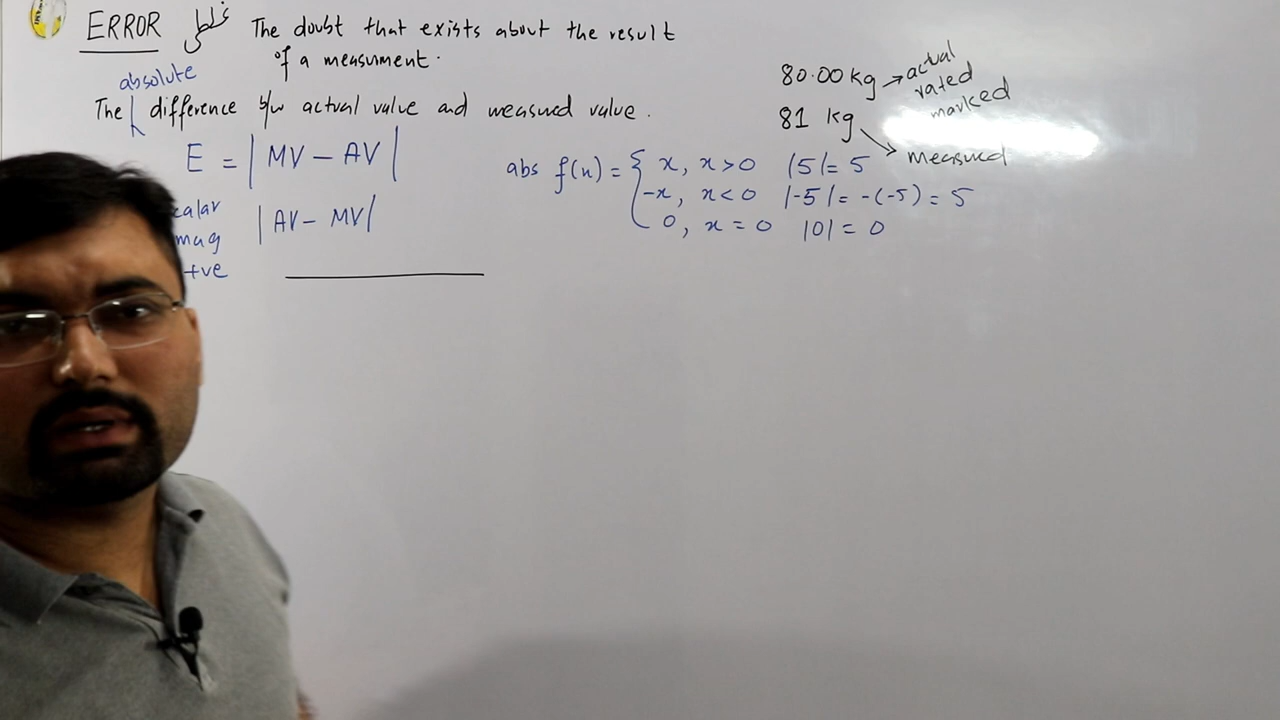 ERROR غلطی The doubt that exists about the result
of a measurment.
absolute
The difference b/w actual value and measured value.
E = | MV – AV |
calar | AV – MV |
mag
+ve
80.00 kg → actual
rated
marked
81 kg → measured
abs f(x) = { x, x > 0 |5| = 5
-x, x < 0 |-5| = -(-5) = 5
0, x = 0 |0| = 0